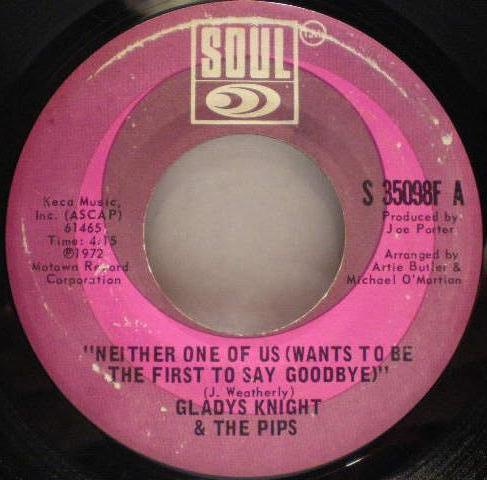 SOUL
Keca Music,
Inc. (ASCAP)
61465
Time: 4:15
℗1972
Motown Record
Corporation
S 35098F A
Produced by
Joe Porter
Arranged by
Artie Butler &
Michael O'Martian
"NEITHER ONE OF US (WANTS TO BE
THE FIRST TO SAY GOODBYE)"
(J. Weatherly)
GLADYS KNIGHT
& THE PIPS